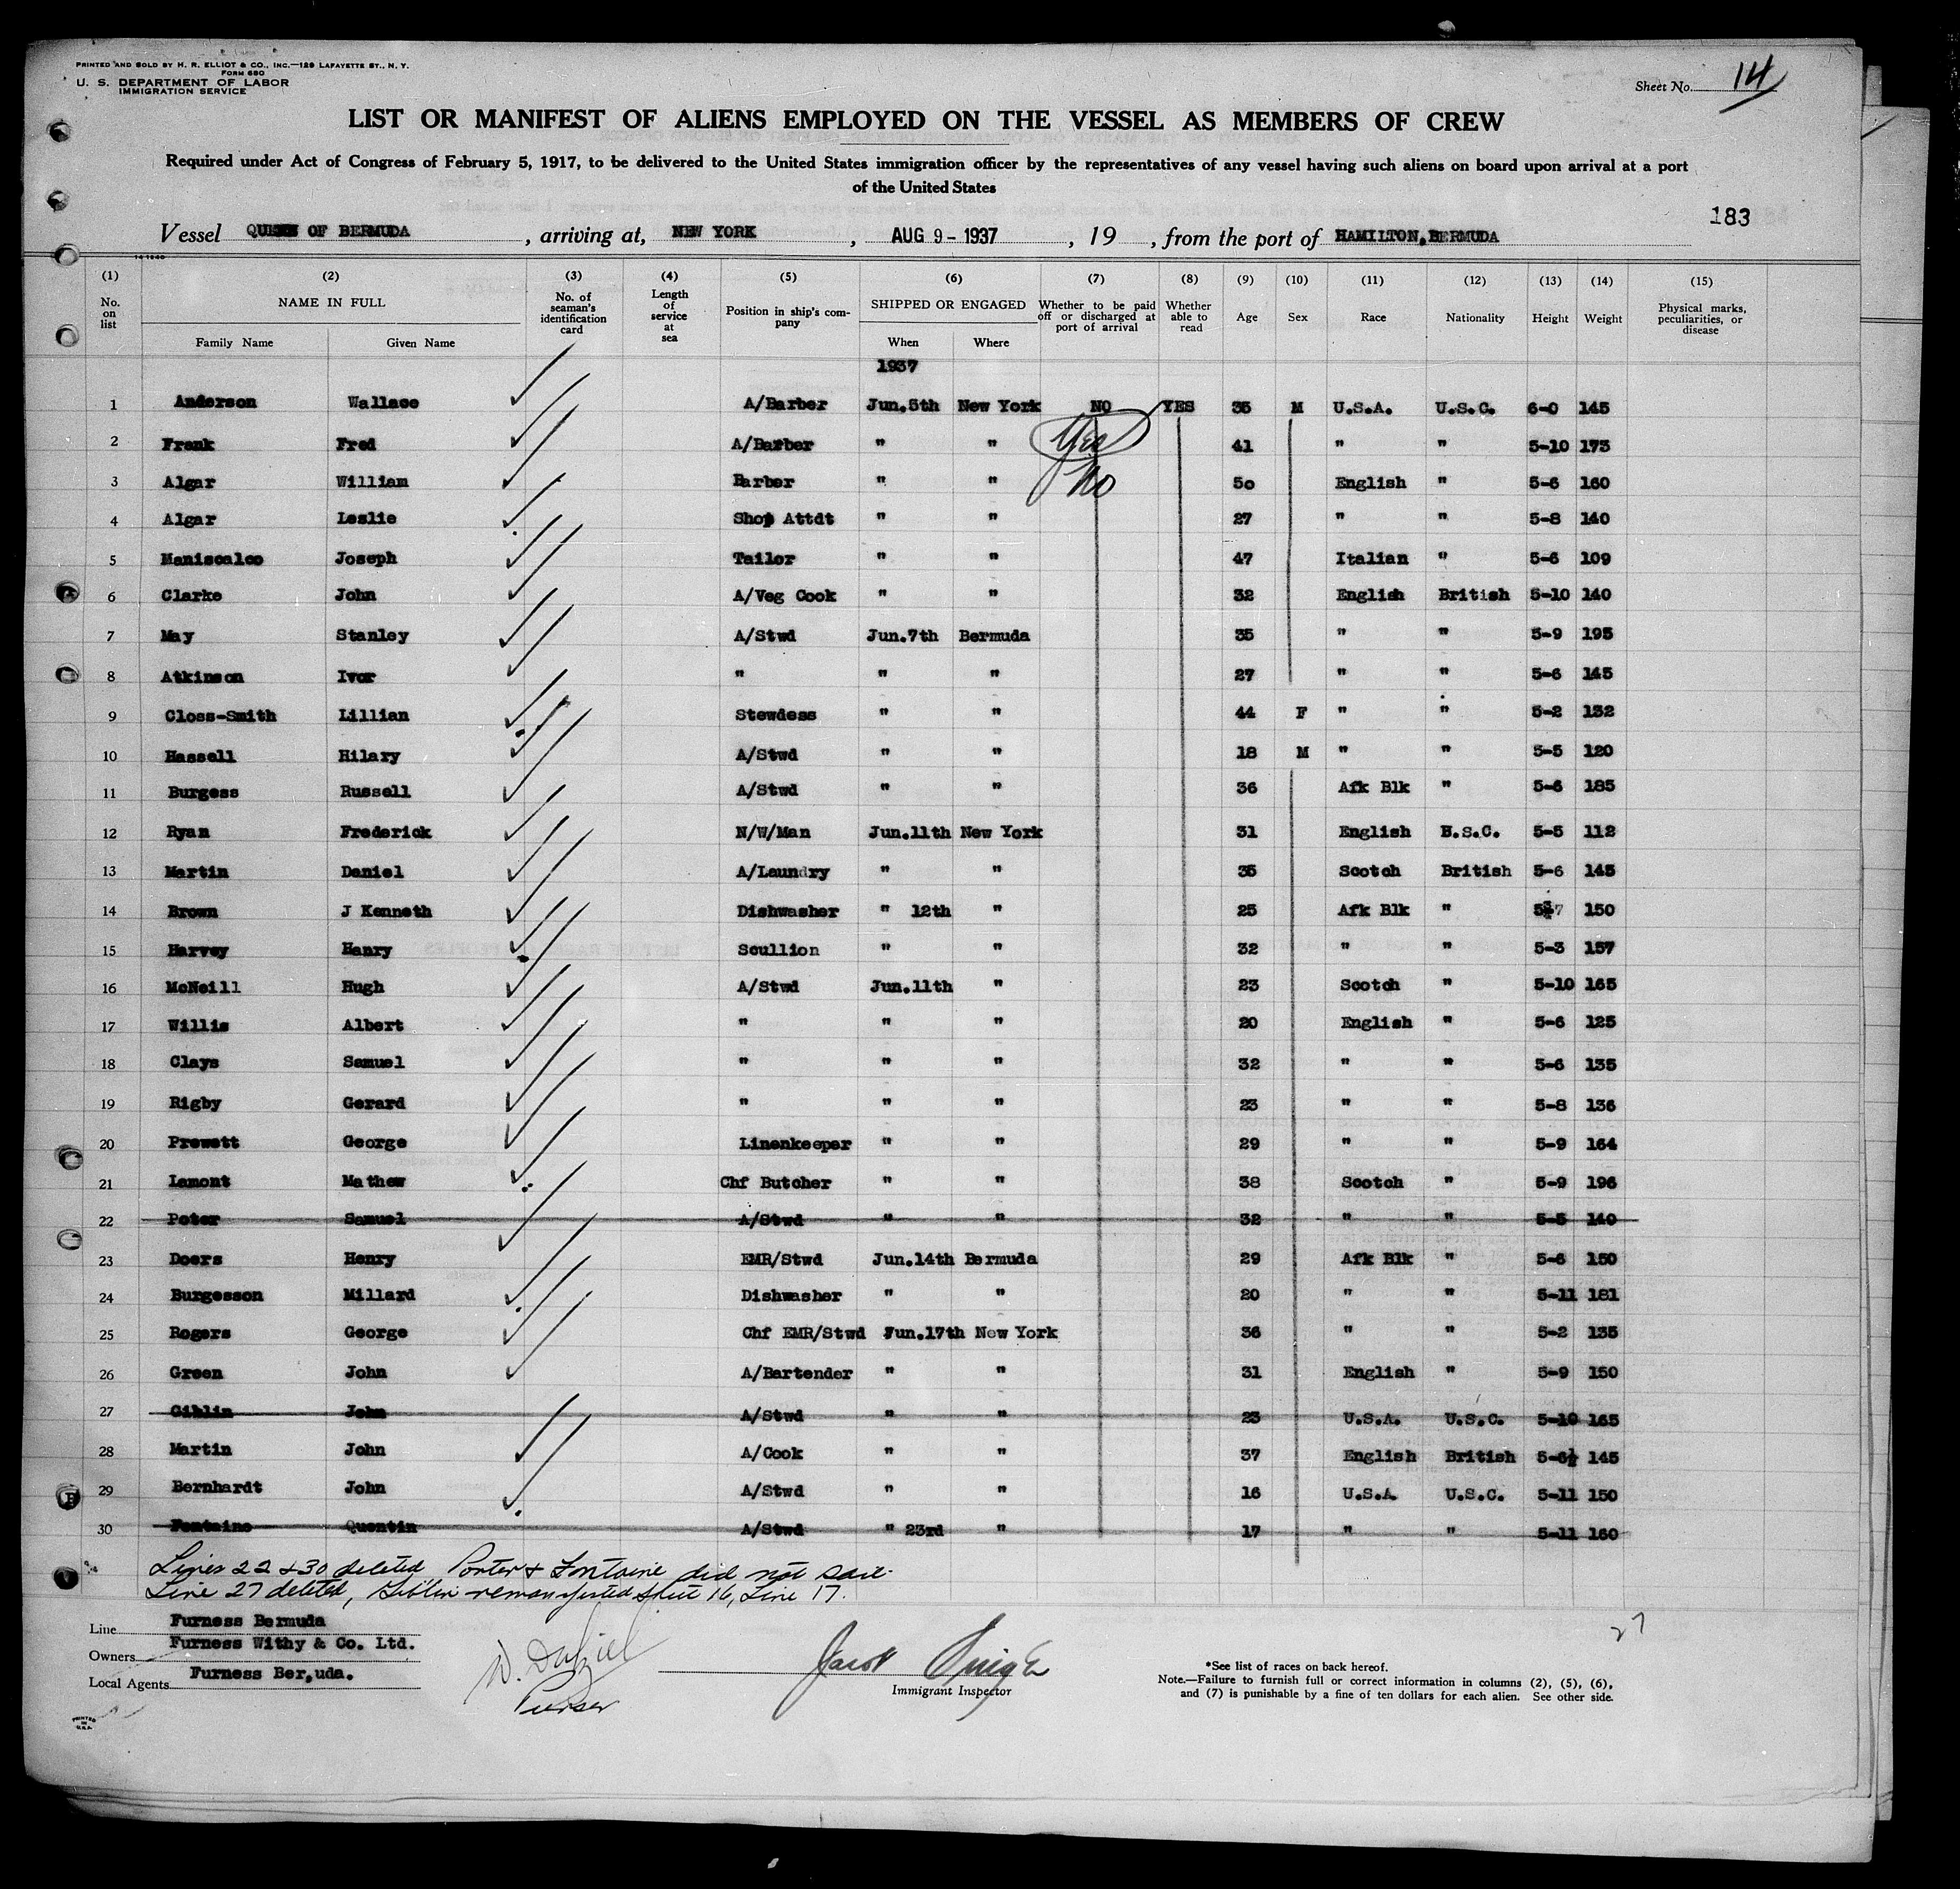 PRINTED AND SOLD BY H. R. ELLIOT & CO., INC.—129 LAFAYETTE ST., N. Y.
FORM 680
U. S. DEPARTMENT OF LABOR
IMMIGRATION SERVICE
Sheet No. 14
LIST OR MANIFEST OF ALIENS EMPLOYED ON THE VESSEL AS MEMBERS OF CREW
Required under Act of Congress of February 5, 1917, to be delivered to the United States immigration officer by the representatives of any vessel having such aliens on board upon arrival at a port
of the United States
183
Vessel QUEEN OF BERMUDA, arriving at, NEW YORK, AUG 9 - 1937, 19 , from the port of HAMILTON, BERMUDA
(1) (2) (3) (4) (5) (6) (7) (8) (9) (10) (11) (12) (13) (14) (15)
No. on list NAME IN FULL No. of seaman's identification card Length of service at sea Position in ship's company SHIPPED OR ENGAGED Whether to be paid off or discharged at port of arrival Whether able to read Age Sex Race Nationality Height Weight Physical marks, peculiarities, or disease
Family Name Given Name When Where
1937
1 Anderson Wallace A/Barber Jun.5th New York NO YES 35 M U.S.A. U.S.C. 6-0 145
2 Frank Fred A/Barber " " Yes 41 " " 5-10 173
3 Algar William Barber " " No 50 English " 5-6 160
4 Algar Leslie Shop Attdt " " 27 " " 5-8 140
5 Maniscalco Joseph Tailor " " 47 Italian " 5-6 109
6 Clarke John A/Veg Cook " " 32 English British 5-10 140
7 May Stanley A/Stwd Jun.7th Bermuda 35 " " 5-9 195
8 Atkinson Ivor " " " 27 " " 5-6 145
9 Closs-Smith Lillian Stewdess " " 44 F " " 5-2 132
10 Hassell Hilary A/Stwd " " 18 M " " 5-5 120
11 Burgess Russell A/Stwd " " 36 Afk Blk " 5-6 185
12 Ryan Frederick N/W/Man Jun.11th New York 31 English U.S.C. 5-5 112
13 Martin Daniel A/Laundry " " 35 Scotch British 5-6 145
14 Brown J Kenneth Dishwasher " 12th " 25 Afk Blk " 5-7 150
15 Harvey Henry Scullion " " 32 " " 5-3 157
16 McNeill Hugh A/Stwd Jun.11th " 23 Scotch " 5-10 165
17 Willis Albert " " " 20 English " 5-6 125
18 Clays Samuel " " " 32 " " 5-6 135
19 Rigby Gerard " " " 23 " " 5-8 136
20 Prewett George Linenkeeper " " 29 " " 5-9 164
21 Lamont Mathew Chf Butcher " " 38 Scotch " 5-9 196
22 Poter Samuel A/Stwd " " 32 " " 5-5 140
23 Doers Henry EMR/Stwd Jun.14th Bermuda 29 Afk Blk " 5-6 150
24 Burgesson Millard Dishwasher " " 20 " " 5-11 181
25 Rogers George Chf EMR/Stwd Jun.17th New York 36 " " 5-2 135
26 Green John A/Bartender " " 31 English " 5-9 150
27 Giblin John A/Stwd " " 23 U.S.A. U.S.C. 5-10 165
28 Martin John A/Cook " " 37 English British 5-6½ 145
29 Bernhardt John A/Stwd " " 16 U.S.A U.S.C. 5-11 150
30 Fontaine Quentin A/Stwd " 23rd " 17 " " 5-11 160
Lines 22 & 30 deleted Porter & Fontaine did not sail.
Line 27 deleted, Giblin remanifested sheet 16, Line 17.
27
Line Furness Bermuda
Owners Furness Withy & Co. Ltd.
Local Agents Furness Ber,uda.
W. Dalziel
Purser
Jacob
Immigrant Inspector
*See list of races on back hereof.
Note.—Failure to furnish full or correct information in columns (2), (5), (6),
and (7) is punishable by a fine of ten dollars for each alien. See other side.
PRINTED IN U.S.A.